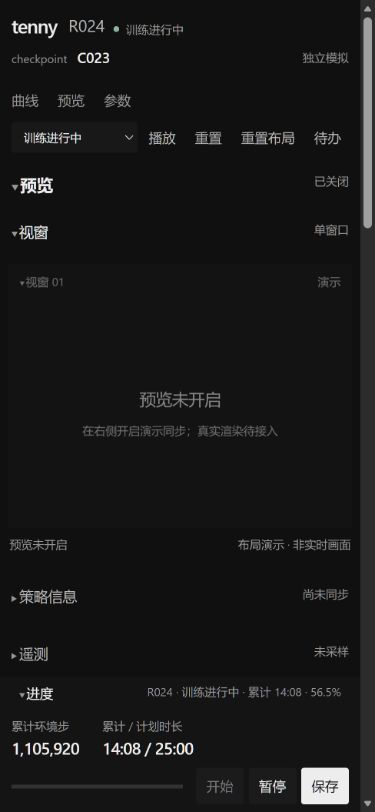 tenny R024 训练进行中
checkpoint C023 独立模拟
曲线 预览 参数
训练进行中 播放 重置 重置布局 待办
预览 已关闭
视窗 单窗口
视窗 01 演示
预览未开启
在右侧开启演示同步；真实渲染待接入
预览未开启 布局演示 · 非实时画面
策略信息 尚未同步
遥测 未采样
进度 R024 · 训练进行中 · 累计 14:08 · 56.5%
累计环境步 累计 / 计划时长
1,105,920 14:08 / 25:00
开始 暂停 保存